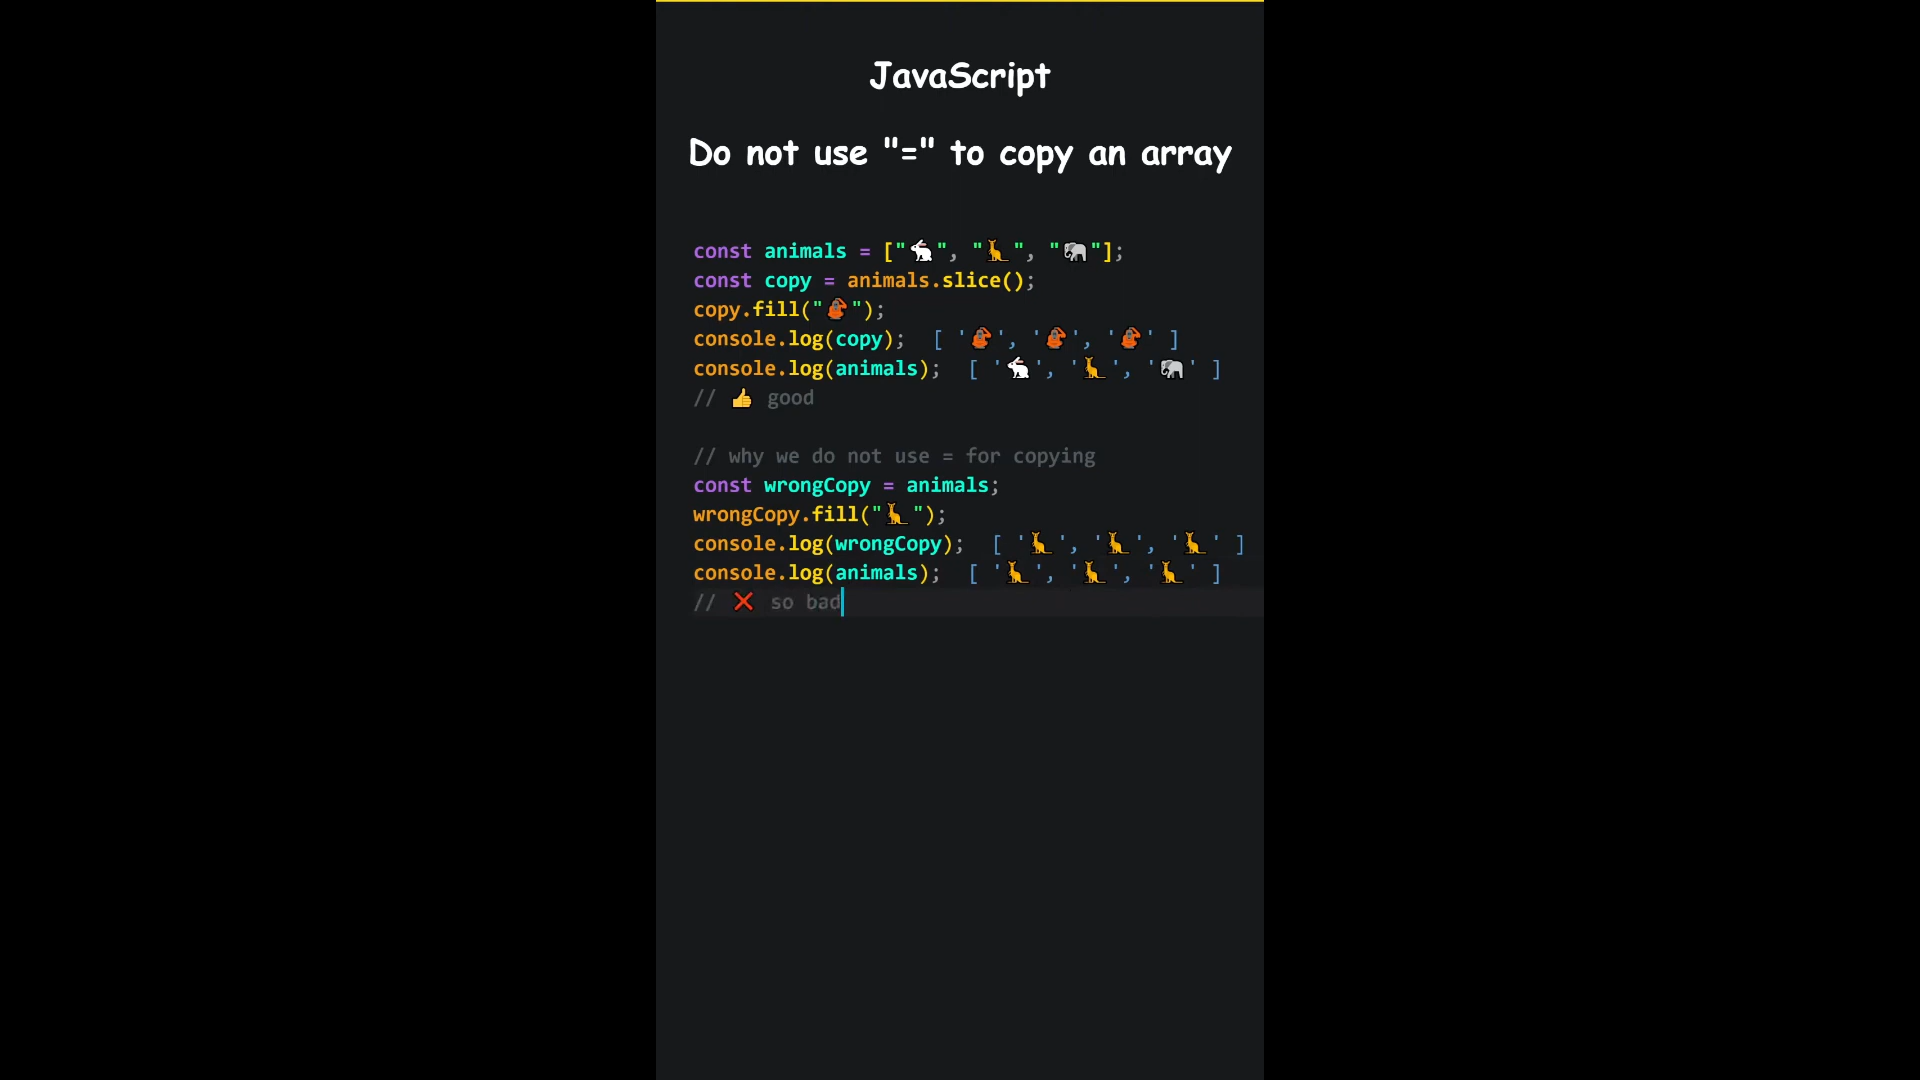 JavaScript
Do not use "=" to copy an array
const animals = ["🐇", "🦘", "🐘"];
const copy = animals.slice();
copy.fill("🦧");
console.log(copy); [ '🦧', '🦧', '🦧' ]
console.log(animals); [ '🐇', '🦘', '🐘' ]
// 👍 good
// why we do not use = for copying
const wrongCopy = animals;
wrongCopy.fill("🦘");
console.log(wrongCopy); [ '🦘', '🦘', '🦘' ]
console.log(animals); [ '🦘', '🦘', '🦘' ]
// ❌ so bad